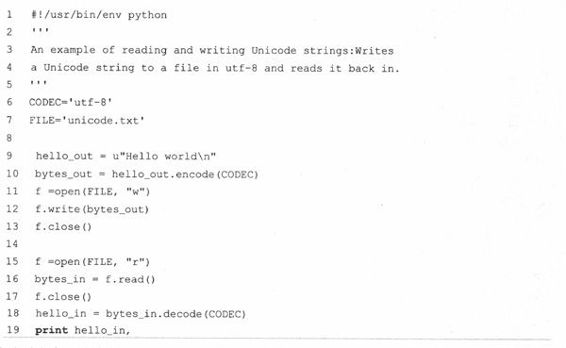 1 #!/usr/bin/env python
2 '''
3 An example of reading and writing Unicode strings:Writes
4 a Unicode string to a file in utf-8 and reads it back in.
5 '''
6 CODEC='utf-8'
7 FILE='unicode.txt'
8
9 hello_out = u"Hello world\n"
10 bytes_out = hello_out.encode(CODEC)
11 f =open(FILE, "w")
12 f.write(bytes_out)
13 f.close()
14
15 f =open(FILE, "r")
16 bytes_in = f.read()
17 f.close()
18 hello_in = bytes_in.decode(CODEC)
19 print hello_in,